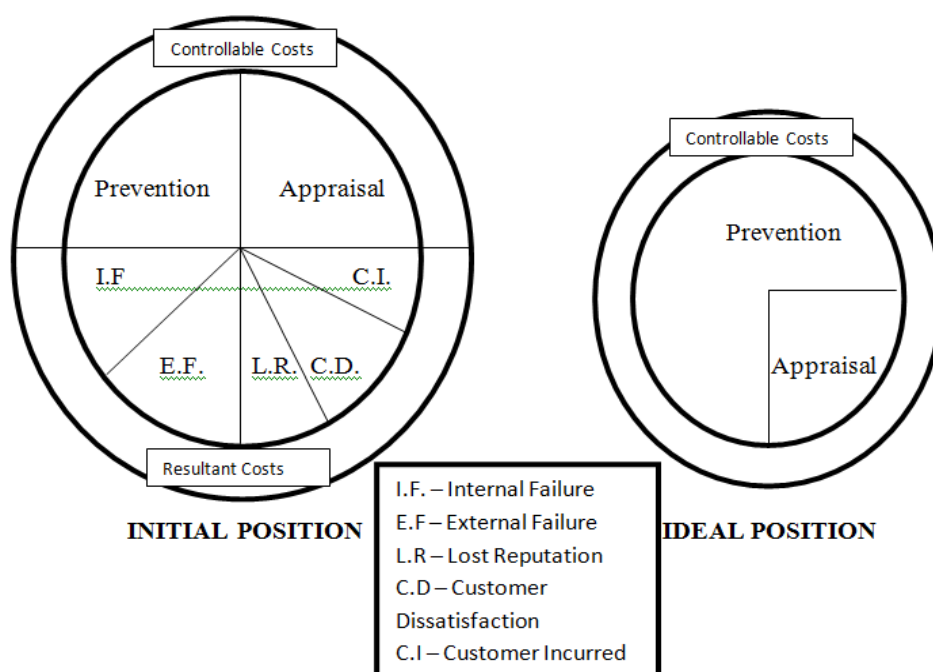 Controllable Costs
Prevention
Appraisal
I.F
C.I.
E.F.
L.R.
C.D.
Resultant Costs
INITIAL POSITION
Controllable Costs
Prevention
Appraisal
IDEAL POSITION
I.F. – Internal Failure
E.F – External Failure
L.R – Lost Reputation
C.D – Customer
Dissatisfaction
C.I – Customer Incurred